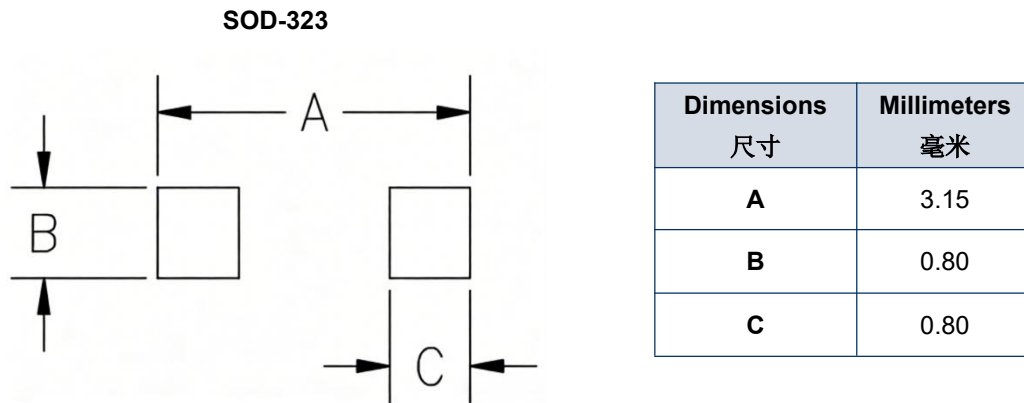 SOD-323
A
B
C
Dimensions Millimeters
尺寸 毫米
A 3.15
B 0.80
C 0.80